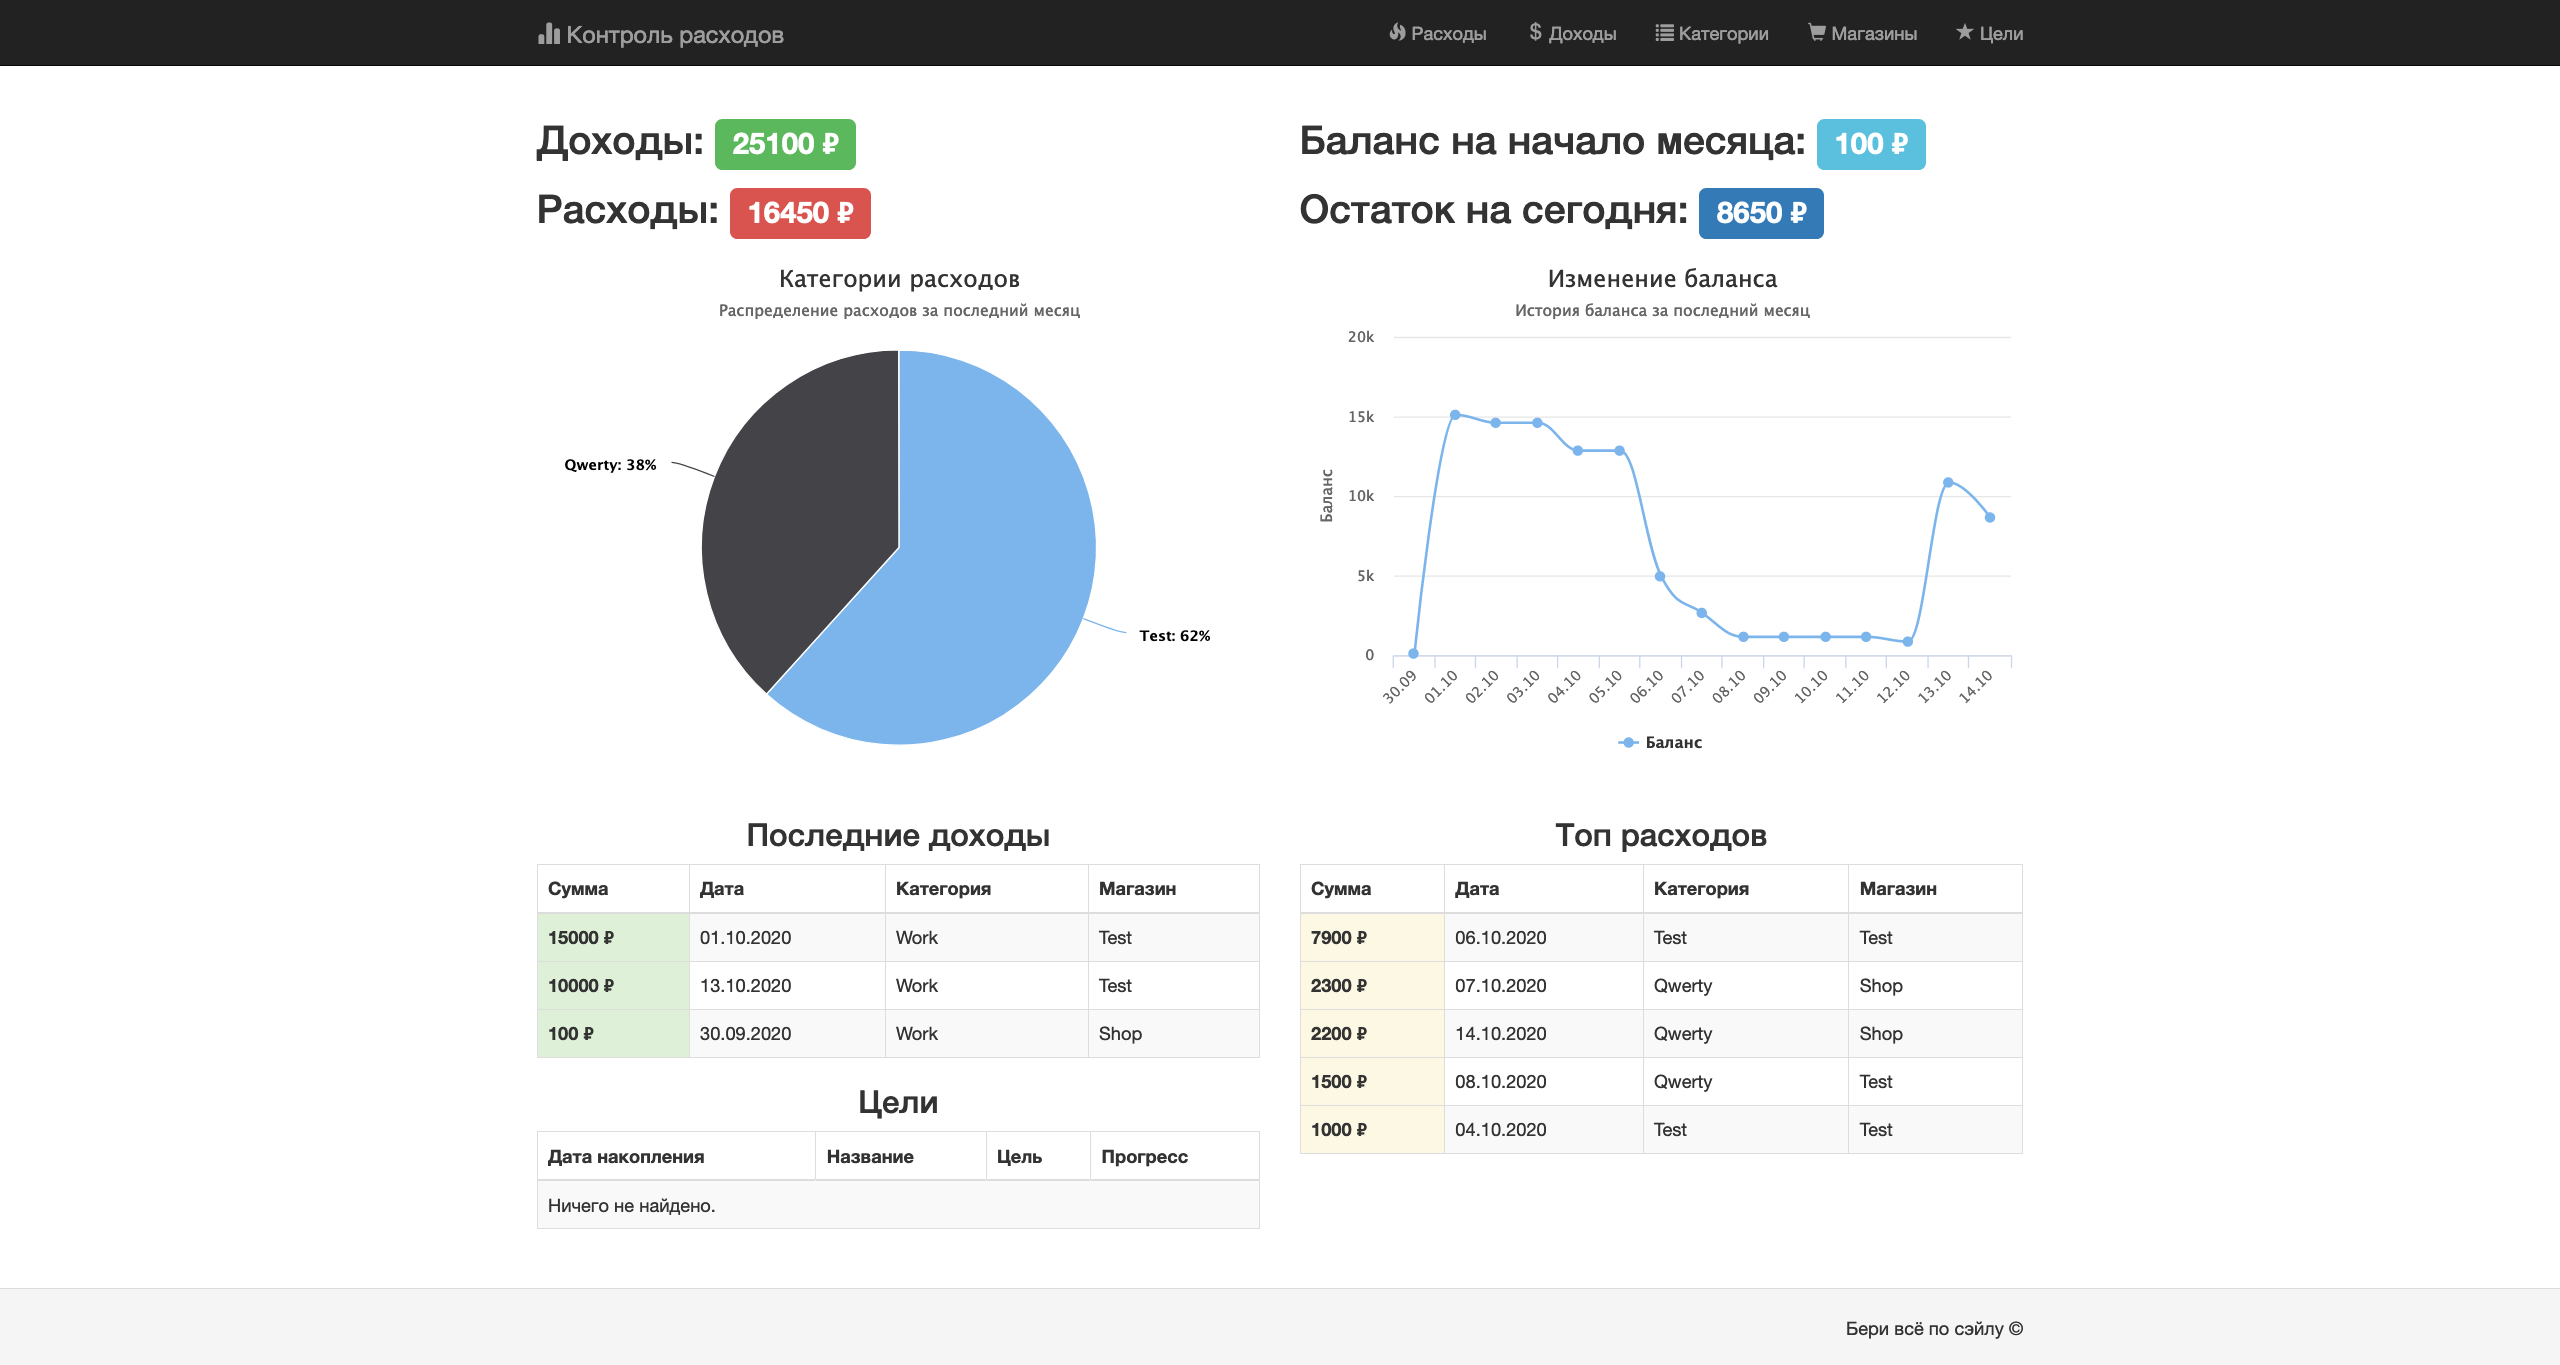 Контроль расходов
Расходы
Доходы
Категории
Магазины
Цели
Доходы: 25100 ₽
Расходы: 16450 ₽
Баланс на начало месяца: 100 ₽
Остаток на сегодня: 8650 ₽
Категории расходов
Распределение расходов за последний месяц
Qwerty: 38%
Test: 62%
Изменение баланса
История баланса за последний месяц
20k
15k
10k
5k
0
Баланс
30.09 01.10 02.10 03.10 04.10 05.10 06.10 07.10 08.10 09.10 10.10 11.10 12.10 13.10 14.10
Баланс
Последние доходы
Сумма Дата Категория Магазин
15000 ₽ 01.10.2020 Work Test
10000 ₽ 13.10.2020 Work Test
100 ₽ 30.09.2020 Work Shop
Цели
Дата накопления Название Цель Прогресс
Ничего не найдено.
Топ расходов
Сумма Дата Категория Магазин
7900 ₽ 06.10.2020 Test Test
2300 ₽ 07.10.2020 Qwerty Shop
2200 ₽ 14.10.2020 Qwerty Shop
1500 ₽ 08.10.2020 Qwerty Test
1000 ₽ 04.10.2020 Test Test
Бери всё по сэйлу ©